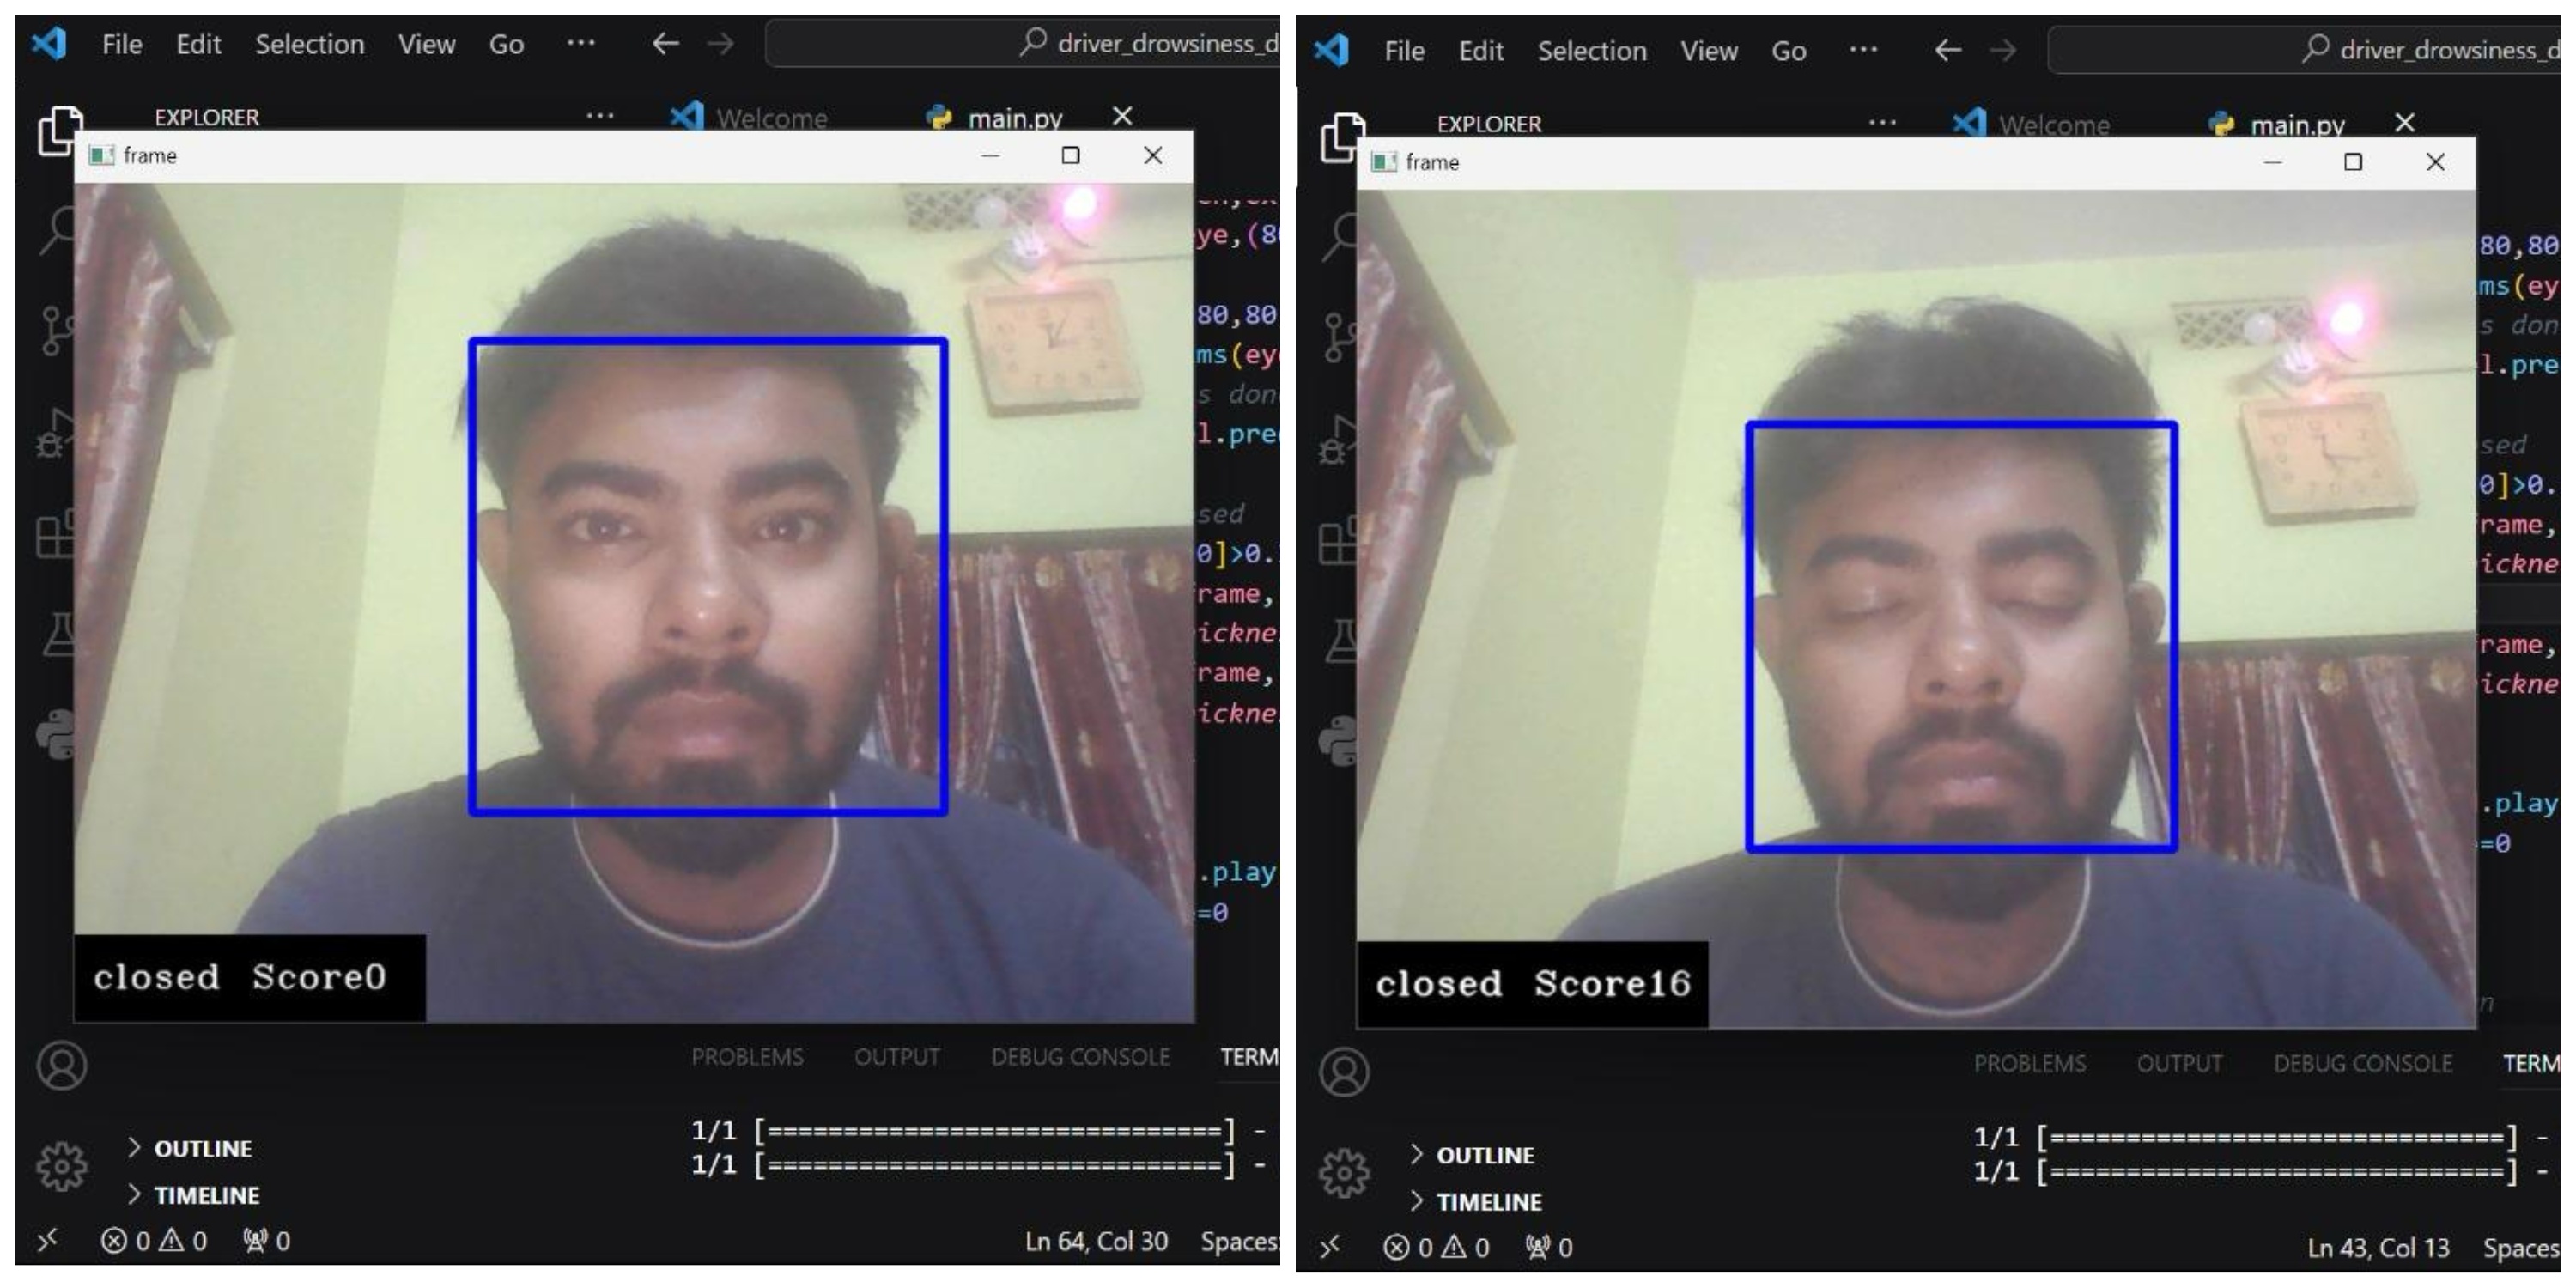 File Edit Selection View Go ··· driver_drowsiness_d
EXPLORER ··· Welcome main.py
frame
ye,(8
80,80
ms(ey
s don
l.pre
sed
0]>0.
rame,
ickne
rame,
ickne
.play
=0
closed Score0
PROBLEMS OUTPUT DEBUG CONSOLE TERM
1/1 [==============================] -
1/1 [==============================] -
OUTLINE
TIMELINE
0 0 0 Ln 64, Col 30 Spaces:
File Edit Selection View Go ··· driver_drowsiness_d
EXPLORER ··· Welcome main.py
frame
80,80
ms(ey
s don
l.pre
sed
0]>0.
rame,
ickne
rame,
ickne
.play
=0
n
closed Score16
PROBLEMS OUTPUT DEBUG CONSOLE TERM
1/1 [==============================] -
1/1 [==============================] -
OUTLINE
TIMELINE
0 0 0 Ln 43, Col 13 Spaces